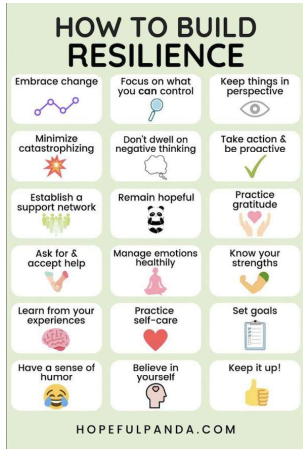 HOW TO BUILD
RESILIENCE
Embrace change
Focus on what
you can control
Keep things in
perspective
Minimize
catastrophizing
Don't dwell on
negative thinking
Take action &
be proactive
Establish a
support network
Remain hopeful
Practice
gratitude
Ask for &
accept help
Manage emotions
healthily
Know your
strengths
Learn from your
experiences
Practice
self-care
Set goals
Have a sense of
humor
Believe in
yourself
Keep it up!
HOPEFULPANDA.COM